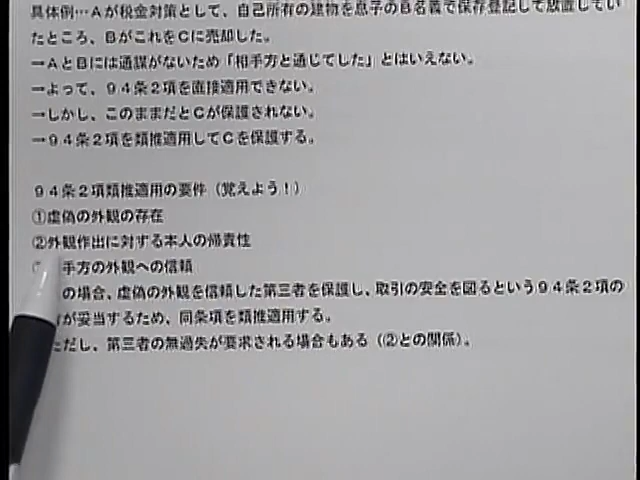 具体例…Aが税金対策として、自己所有の建物を息子のB名義で保存登記して放置してい
たところ、BがこれをCに売却した。
→AとBには通謀がないため「相手方と通じてした」とはいえない。
→よって、94条2項を直接適用できない。
→しかし、このままだとCが保護されない。
→94条2項を類推適用してCを保護する。
94条2項類推適用の要件（覚えよう！）
①虚偽の外観の存在
②外観作出に対する本人の帰責性
手方の外観への信頼
の場合、虚偽の外観を信頼した第三者を保護し、取引の安全を図るという94条2項の
が妥当するため、同条項を類推適用する。
だし、第三者の無過失が要求される場合もある（②との関係）。